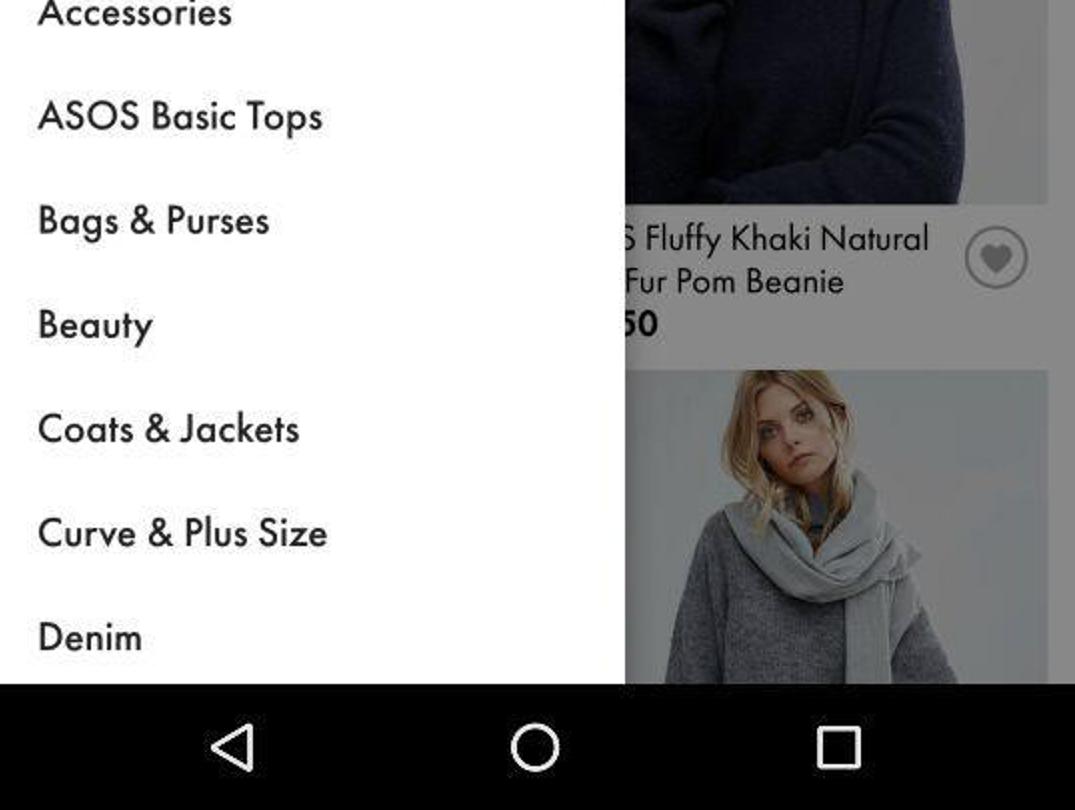 Accessories
ASOS Basic Tops
Bags & Purses
Beauty
Coats & Jackets
Curve & Plus Size
Denim
S Fluffy Khaki Natural
Fur Pom Beanie
50